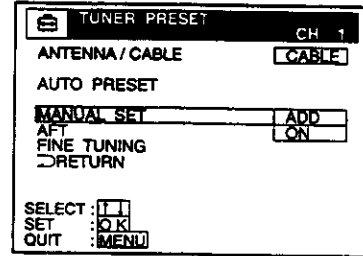 TUNER PRESET
CH 1
ANTENNA / CABLE CABLE
AUTO PRESET
MANUAL SET ADD
AFT ON
FINE TUNING
⊃RETURN
SELECT : ↑ ↓
SET : OK
QUIT : MENU